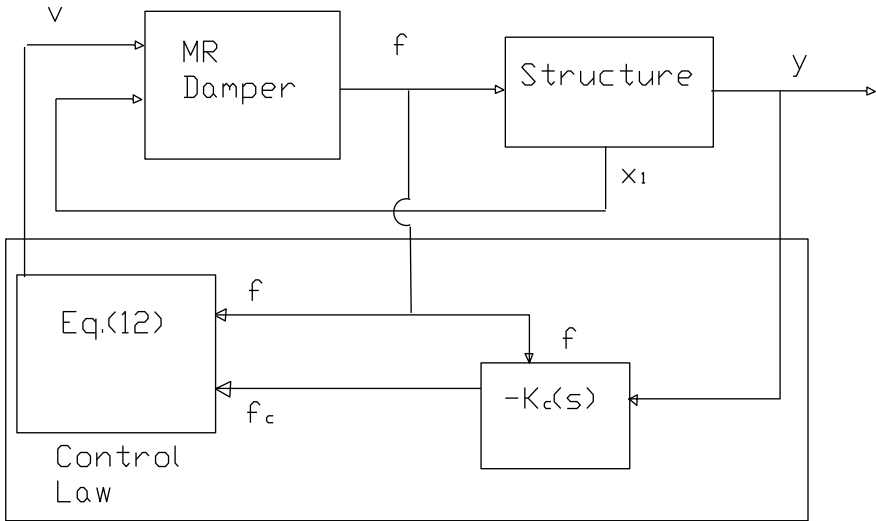 v
MR
Damper
f
Structure
y
x1
f
Eq.(12)
f
-Kc(s)
fc
Control
Law